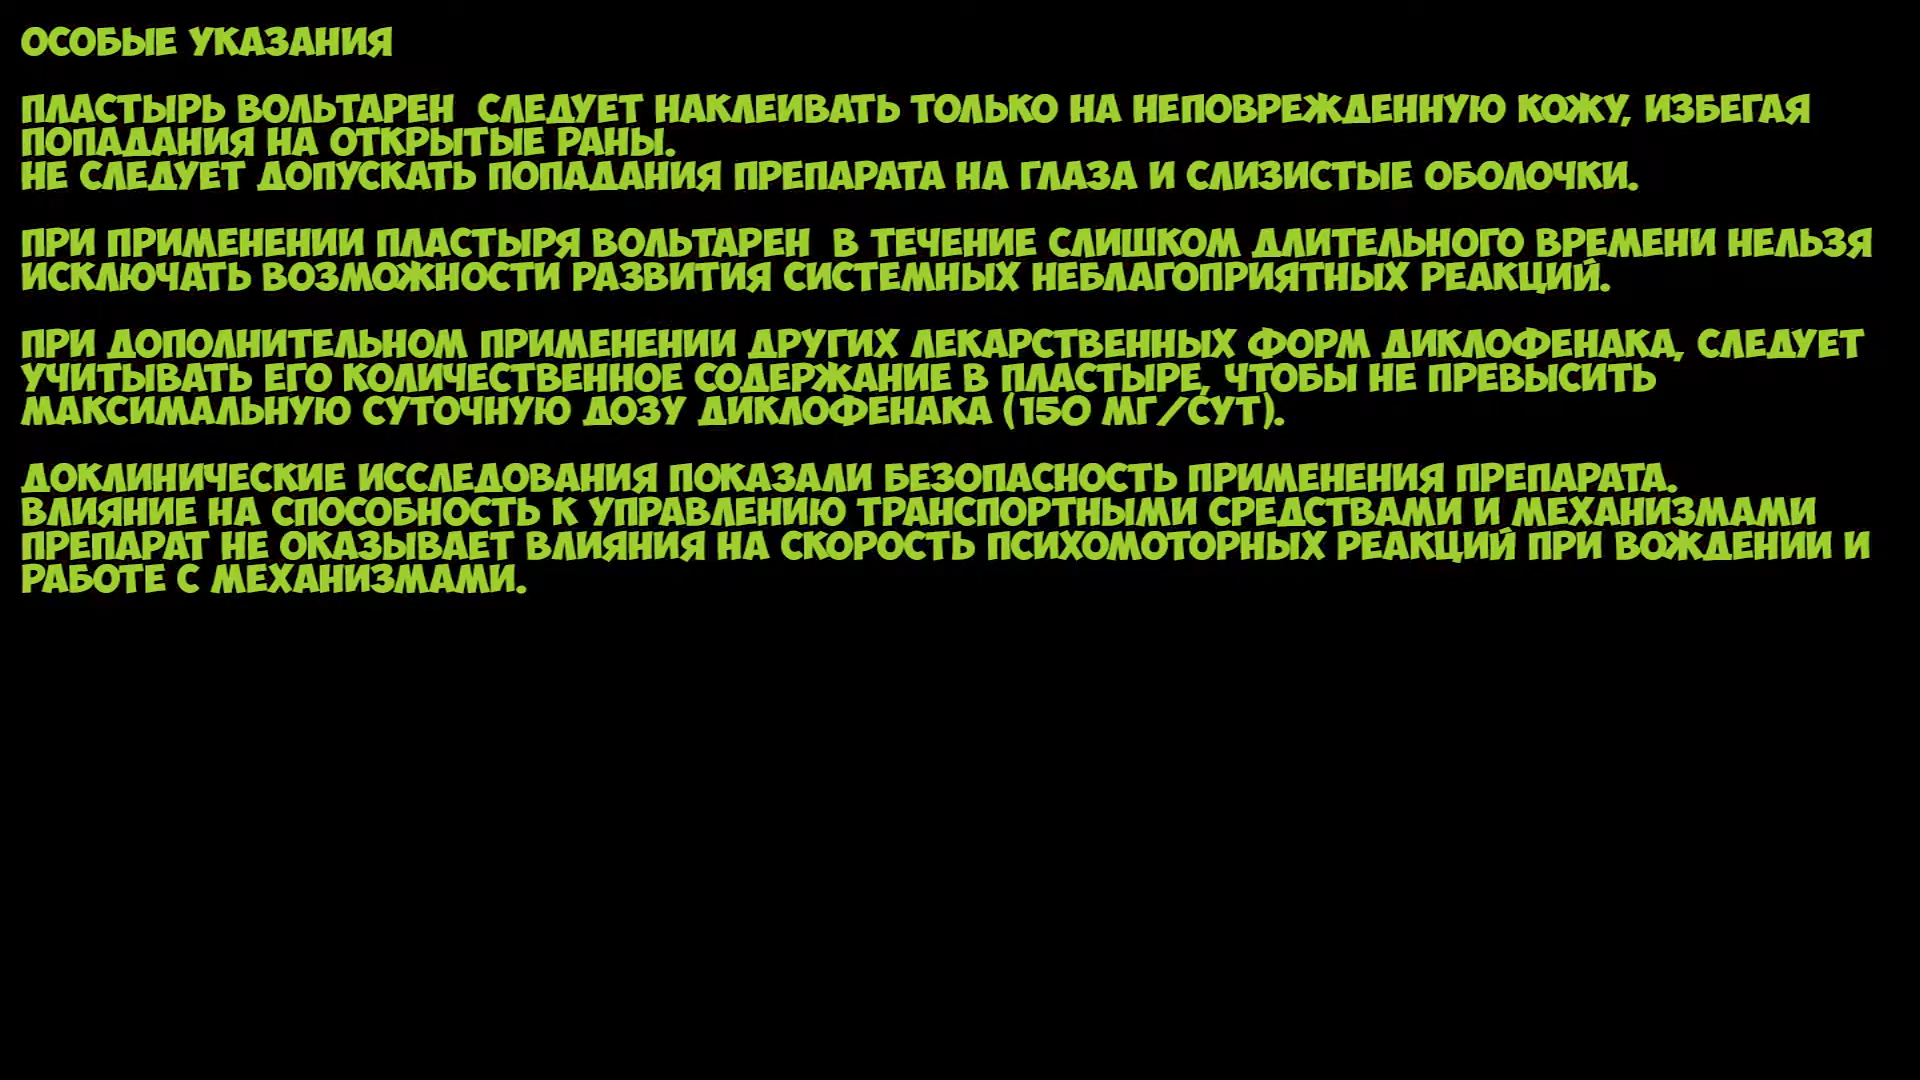 ОСОБЫЕ УКАЗАНИЯ
ПЛАСТЫРЬ ВОЛЬТАРЕН  СЛЕДУЕТ НАКЛЕИВАТЬ ТОЛЬКО НА НЕПОВРЕЖДЕННУЮ КОЖУ, ИЗБЕГАЯ
ПОПАДАНИЯ НА ОТКРЫТЫЕ РАНЫ.
НЕ СЛЕДУЕТ ДОПУСКАТЬ ПОПАДАНИЯ ПРЕПАРАТА НА ГЛАЗА И СЛИЗИСТЫЕ ОБОЛОЧКИ.
ПРИ ПРИМЕНЕНИИ ПЛАСТЫРЯ ВОЛЬТАРЕН  В ТЕЧЕНИЕ СЛИШКОМ ДЛИТЕЛЬНОГО ВРЕМЕНИ НЕЛЬЗЯ
ИСКЛЮЧАТЬ ВОЗМОЖНОСТИ РАЗВИТИЯ СИСТЕМНЫХ НЕБЛАГОПРИЯТНЫХ РЕАКЦИЙ.
ПРИ ДОПОЛНИТЕЛЬНОМ ПРИМЕНЕНИИ ДРУГИХ ЛЕКАРСТВЕННЫХ ФОРМ ДИКЛОФЕНАКА, СЛЕДУЕТ
УЧИТЫВАТЬ ЕГО КОЛИЧЕСТВЕННОЕ СОДЕРЖАНИЕ В ПЛАСТЫРЕ, ЧТОБЫ НЕ ПРЕВЫСИТЬ
МАКСИМАЛЬНУЮ СУТОЧНУЮ ДОЗУ ДИКЛОФЕНАКА (150 МГ/СУТ).
ДОКЛИНИЧЕСКИЕ ИССЛЕДОВАНИЯ ПОКАЗАЛИ БЕЗОПАСНОСТЬ ПРИМЕНЕНИЯ ПРЕПАРАТА.
ВЛИЯНИЕ НА СПОСОБНОСТЬ К УПРАВЛЕНИЮ ТРАНСПОРТНЫМИ СРЕДСТВАМИ И МЕХАНИЗМАМИ
ПРЕПАРАТ НЕ ОКАЗЫВАЕТ ВЛИЯНИЯ НА СКОРОСТЬ ПСИХОМОТОРНЫХ РЕАКЦИЙ ПРИ ВОЖДЕНИИ И
РАБОТЕ С МЕХАНИЗМАМИ.